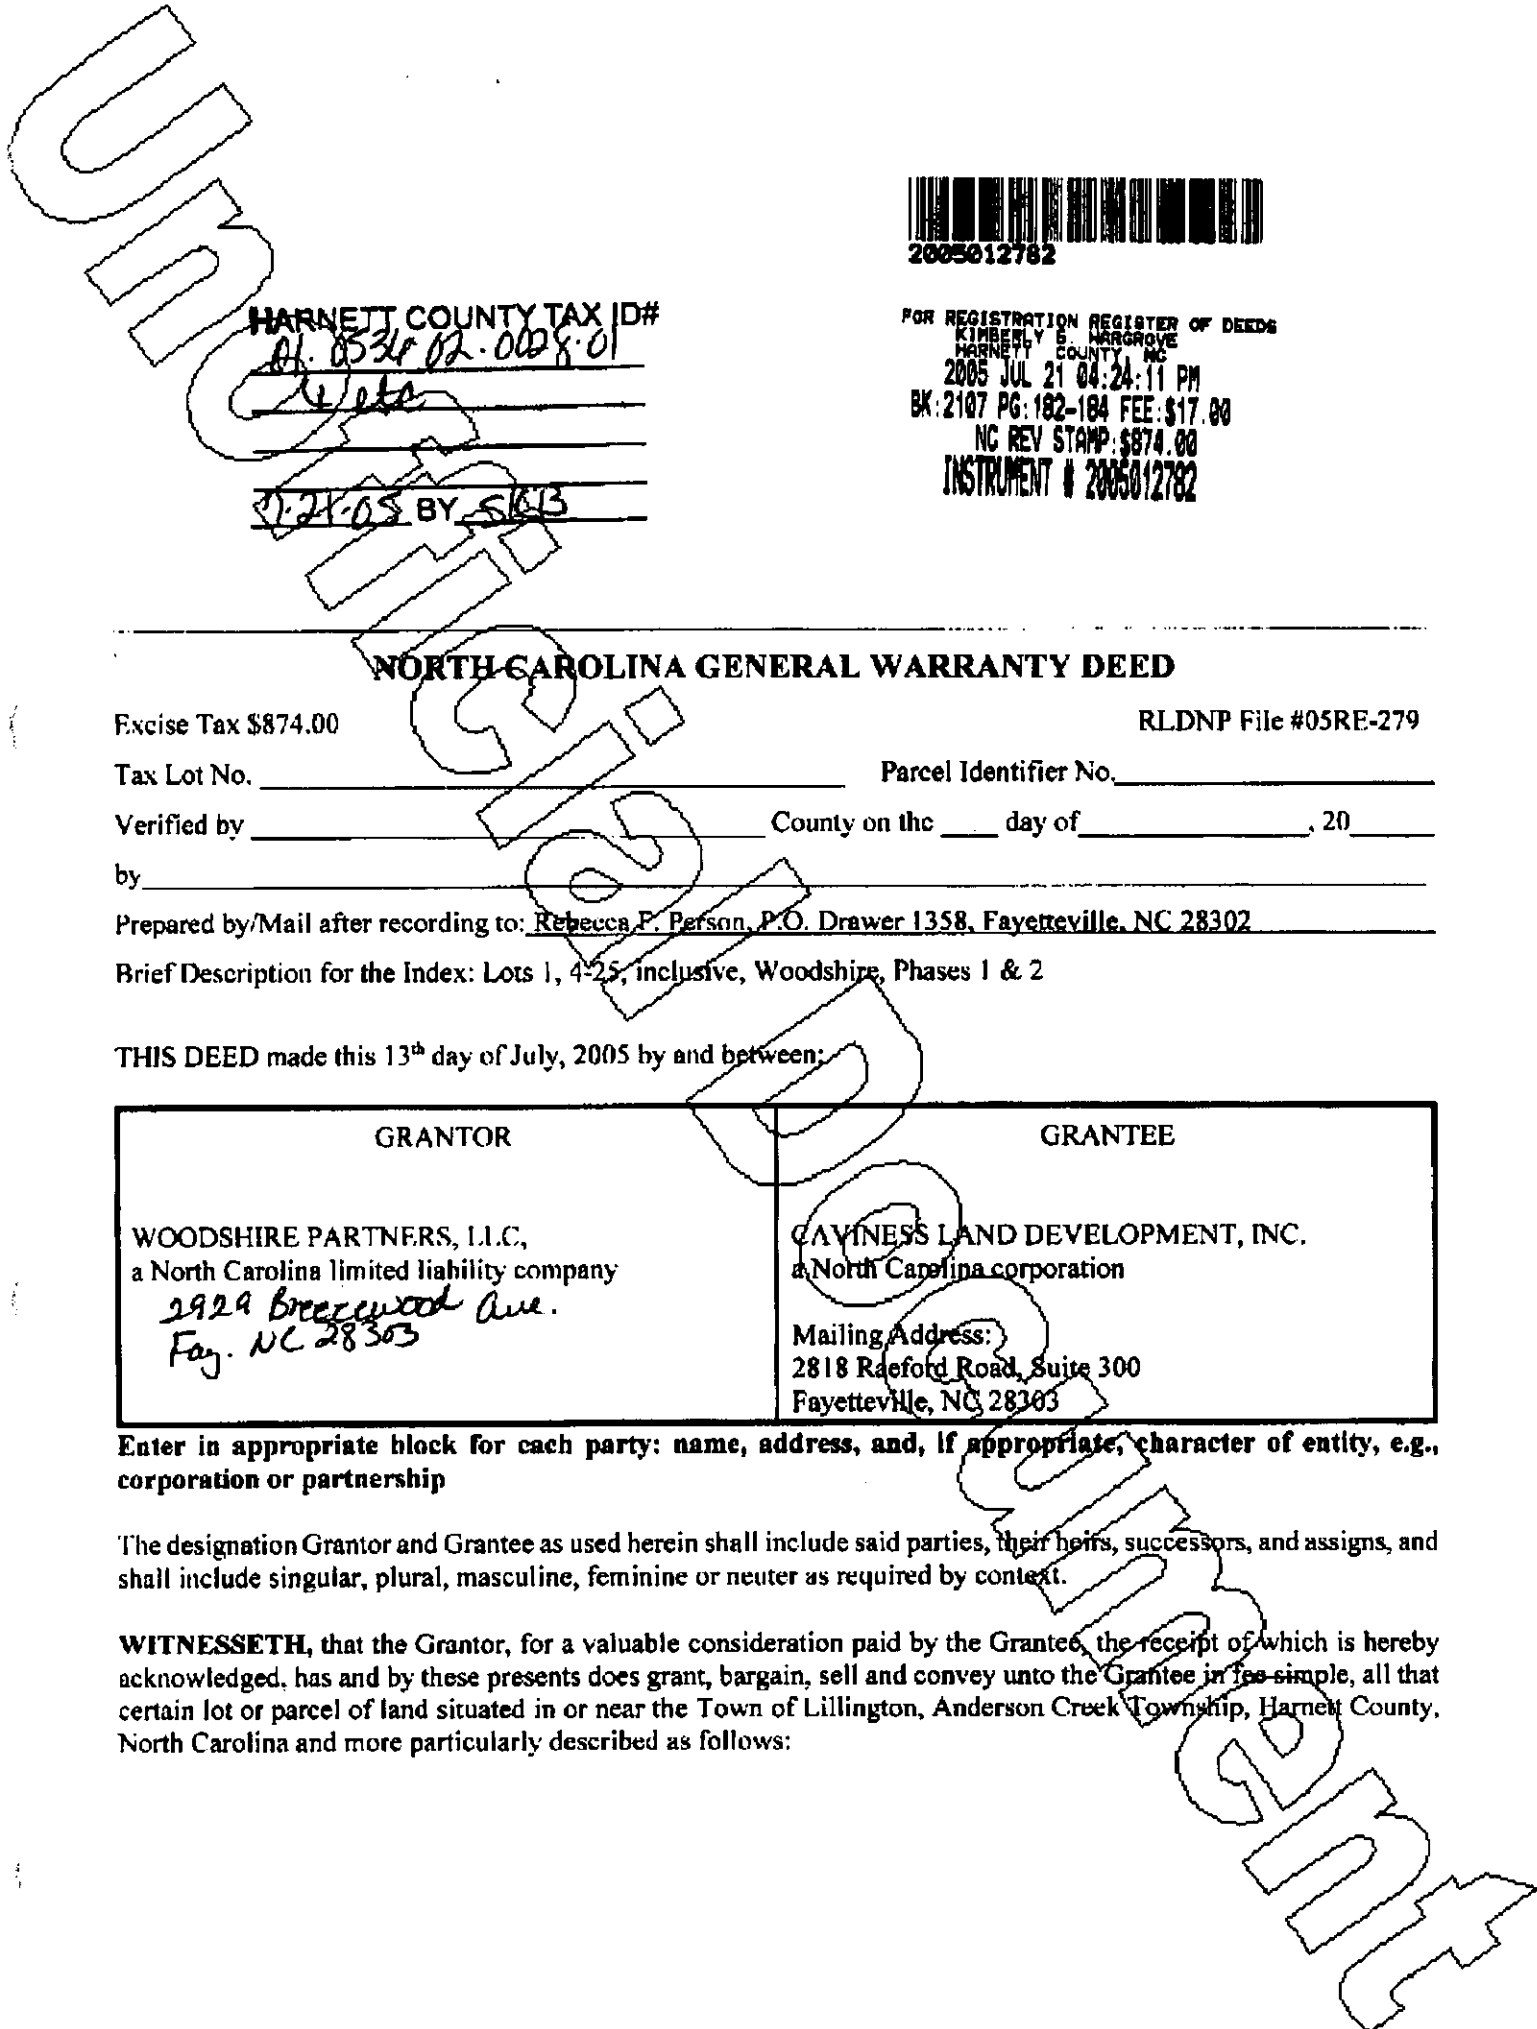 2005012782
HARNETT COUNTY TAX ID#
01.0536 02.0028.01
& etc
7.21.05 BY SKB
FOR REGISTRATION REGISTER OF DEEDS
KIMBERLY S. HARGROVE
HARNETT COUNTY, NC
2005 JUL 21 04:24:11 PM
BK:2107 PG:182-184 FEE:$17.00
NC REV STAMP:$874.00
INSTRUMENT # 2005012782
NORTH CAROLINA GENERAL WARRANTY DEED
Excise Tax $874.00 RLDNP File #05RE-279
Tax Lot No. Parcel Identifier No.
Verified by County on the day of , 20
by
Prepared by/Mail after recording to: Rebecca F. Person, P.O. Drawer 1358, Fayetteville, NC 28302
Brief Description for the Index: Lots 1, 4-25, inclusive, Woodshire, Phases 1 & 2
THIS DEED made this 13th day of July, 2005 by and between:
GRANTOR
WOODSHIRE PARTNERS, LLC,
a North Carolina limited liability company
2929 Breezewood Ave.
Fay. NC 28303
GRANTEE
CAVINESS LAND DEVELOPMENT, INC.
a North Carolina corporation
Mailing Address:
2818 Raeford Road, Suite 300
Fayetteville, NC 28303
Enter in appropriate block for each party: name, address, and, if appropriate, character of entity, e.g.,
corporation or partnership
The designation Grantor and Grantee as used herein shall include said parties, their heirs, successors, and assigns, and
shall include singular, plural, masculine, feminine or neuter as required by context.
WITNESSETH, that the Grantor, for a valuable consideration paid by the Grantee, the receipt of which is hereby
acknowledged, has and by these presents does grant, bargain, sell and convey unto the Grantee in fee simple, all that
certain lot or parcel of land situated in or near the Town of Lillington, Anderson Creek Township, Harnett County,
North Carolina and more particularly described as follows:
Unofficial Document